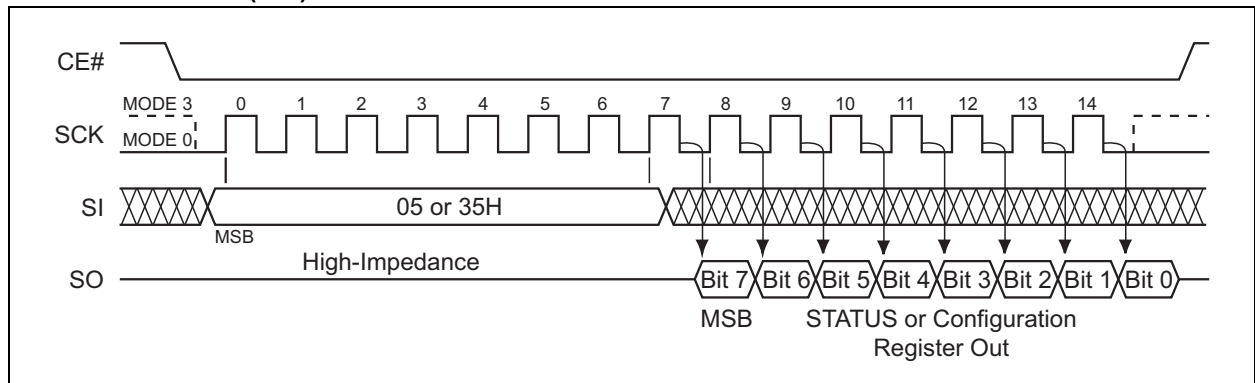 CE#
MODE 3 0 1 2 3 4 5 6 7 8 9 10 11 12 13 14
SCK
MODE 0
SI 05 or 35H
MSB
High-Impedance
SO Bit 7 Bit 6 Bit 5 Bit 4 Bit 3 Bit 2 Bit 1 Bit 0
MSB STATUS or Configuration
Register Out